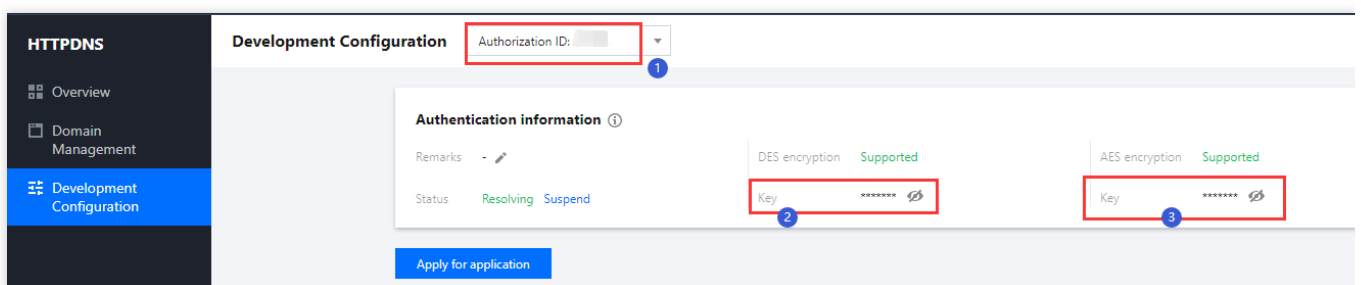 HTTPDNS
Overview
Domain
Management
Development
Configuration
Development Configuration
Authorization ID:
1
Authentication information
Remarks -
DES encryption Supported
AES encryption Supported
Status Resolving Suspend
Key *******
Key *******
2
3
Apply for application